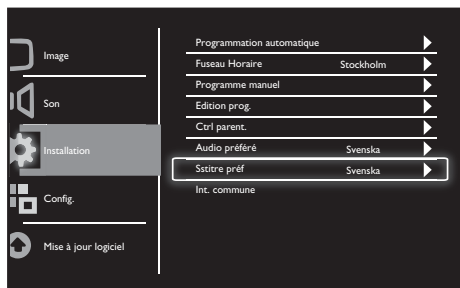 Image
Son
Installation
Config.
Mise à jour logiciel
Programmation automatique
Fuseau Horaire Stockholm
Programme manuel
Edition prog.
Ctrl parent.
Audio préféré Svenska
Sstitre préf Svenska
Int. commune